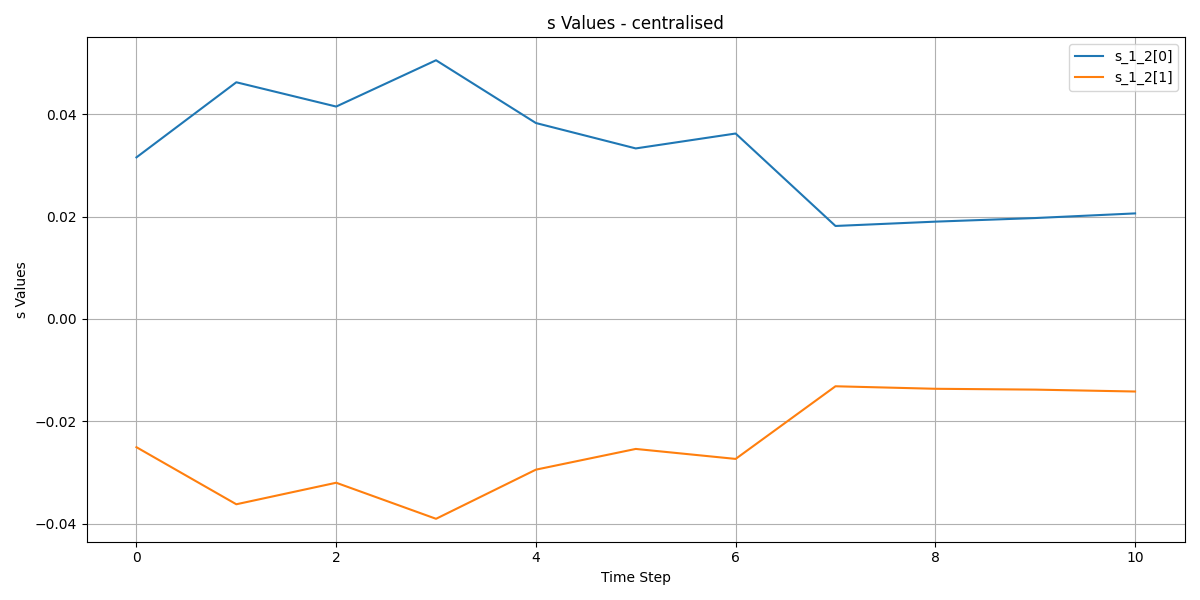 s Values - centralised
s_1_2[0]
s_1_2[1]
s Values
0.04
0.02
0.00
−0.02
−0.04
0 2 4 6 8 10
Time Step